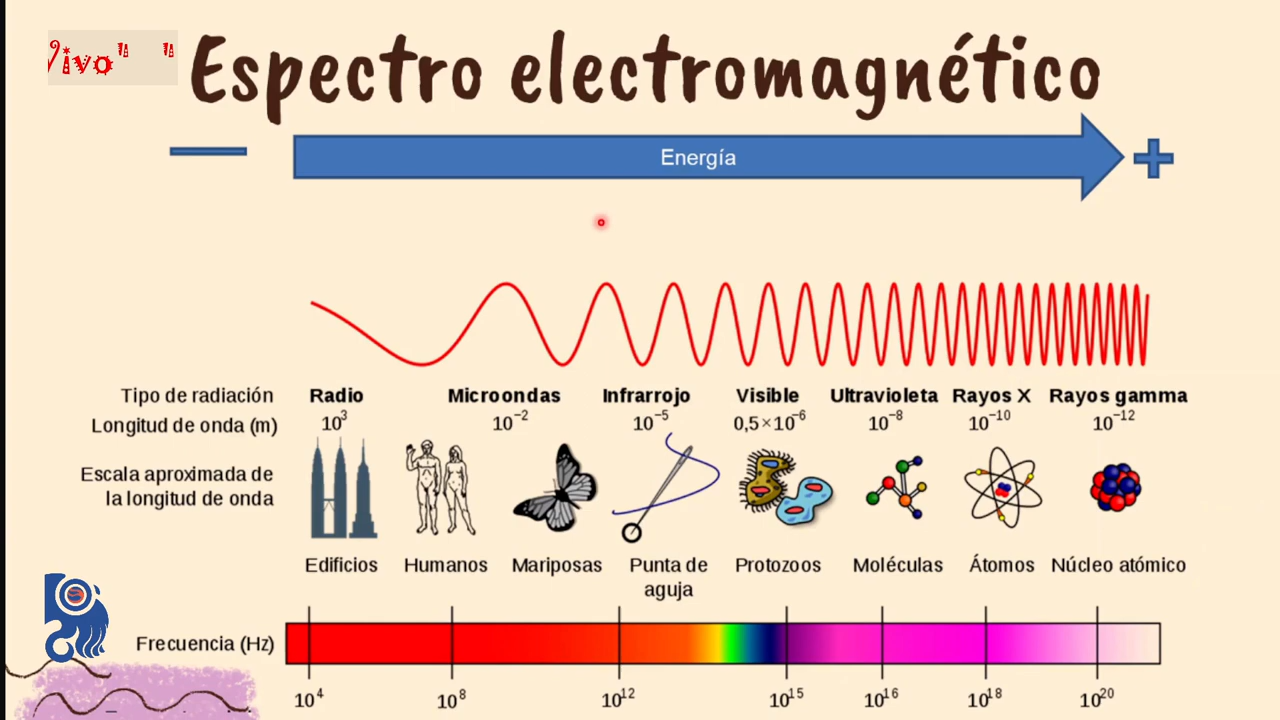 Vivo" "
Espectro electromagnético
Energía
Tipo de radiación Radio Microondas Infrarrojo Visible Ultravioleta Rayos X Rayos gamma
Longitud de onda (m) 10³ 10⁻² 10⁻⁵ 0,5×10⁻⁶ 10⁻⁸ 10⁻¹⁰ 10⁻¹²
Escala aproximada de
la longitud de onda
Edificios Humanos Mariposas Punta de aguja Protozoos Moléculas Átomos Núcleo atómico
Frecuencia (Hz)
10⁴ 10⁸ 10¹² 10¹⁵ 10¹⁶ 10¹⁸ 10²⁰